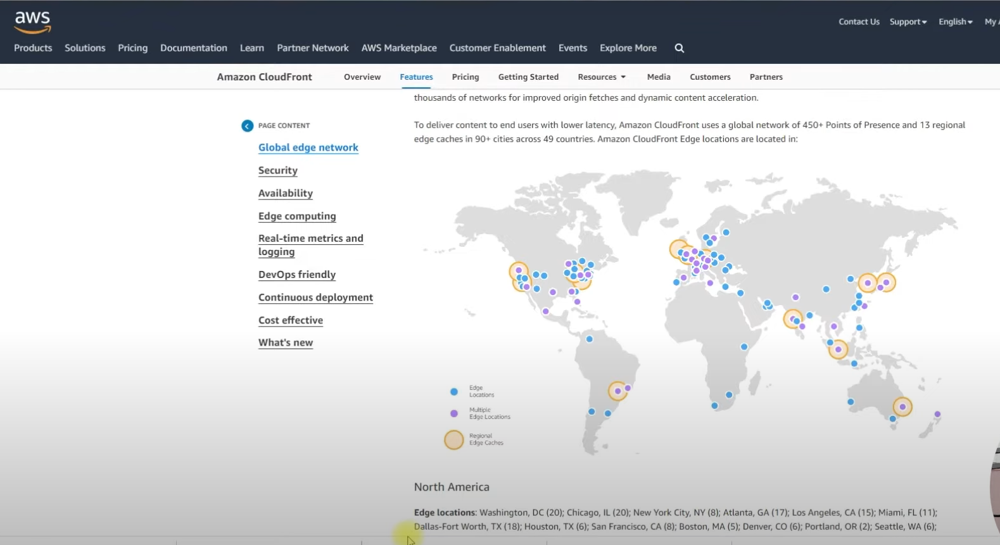 aws
Contact Us Support English My
Products Solutions Pricing Documentation Learn Partner Network AWS Marketplace Customer Enablement Events Explore More
Amazon CloudFront Overview Features Pricing Getting Started Resources Media Customers Partners
thousands of networks for improved origin fetches and dynamic content acceleration.
PAGE CONTENT
Global edge network
Security
Availability
Edge computing
Real-time metrics and
logging
DevOps friendly
Continuous deployment
Cost effective
What's new
To deliver content to end users with lower latency, Amazon CloudFront uses a global network of 450+ Points of Presence and 13 regional
edge caches in 90+ cities across 49 countries. Amazon CloudFront Edge locations are located in:
Edge
Locations
Multiple
Edge Locations
Regional
Edge Caches
North America
Edge locations: Washington, DC (20); Chicago, IL (20); New York City, NY (8); Atlanta, GA (17); Los Angeles, CA (15); Miami, FL (11);
Dallas-Fort Worth, TX (18); Houston, TX (6); San Francisco, CA (8); Boston, MA (5); Denver, CO (6); Portland, OR (2); Seattle, WA (6);